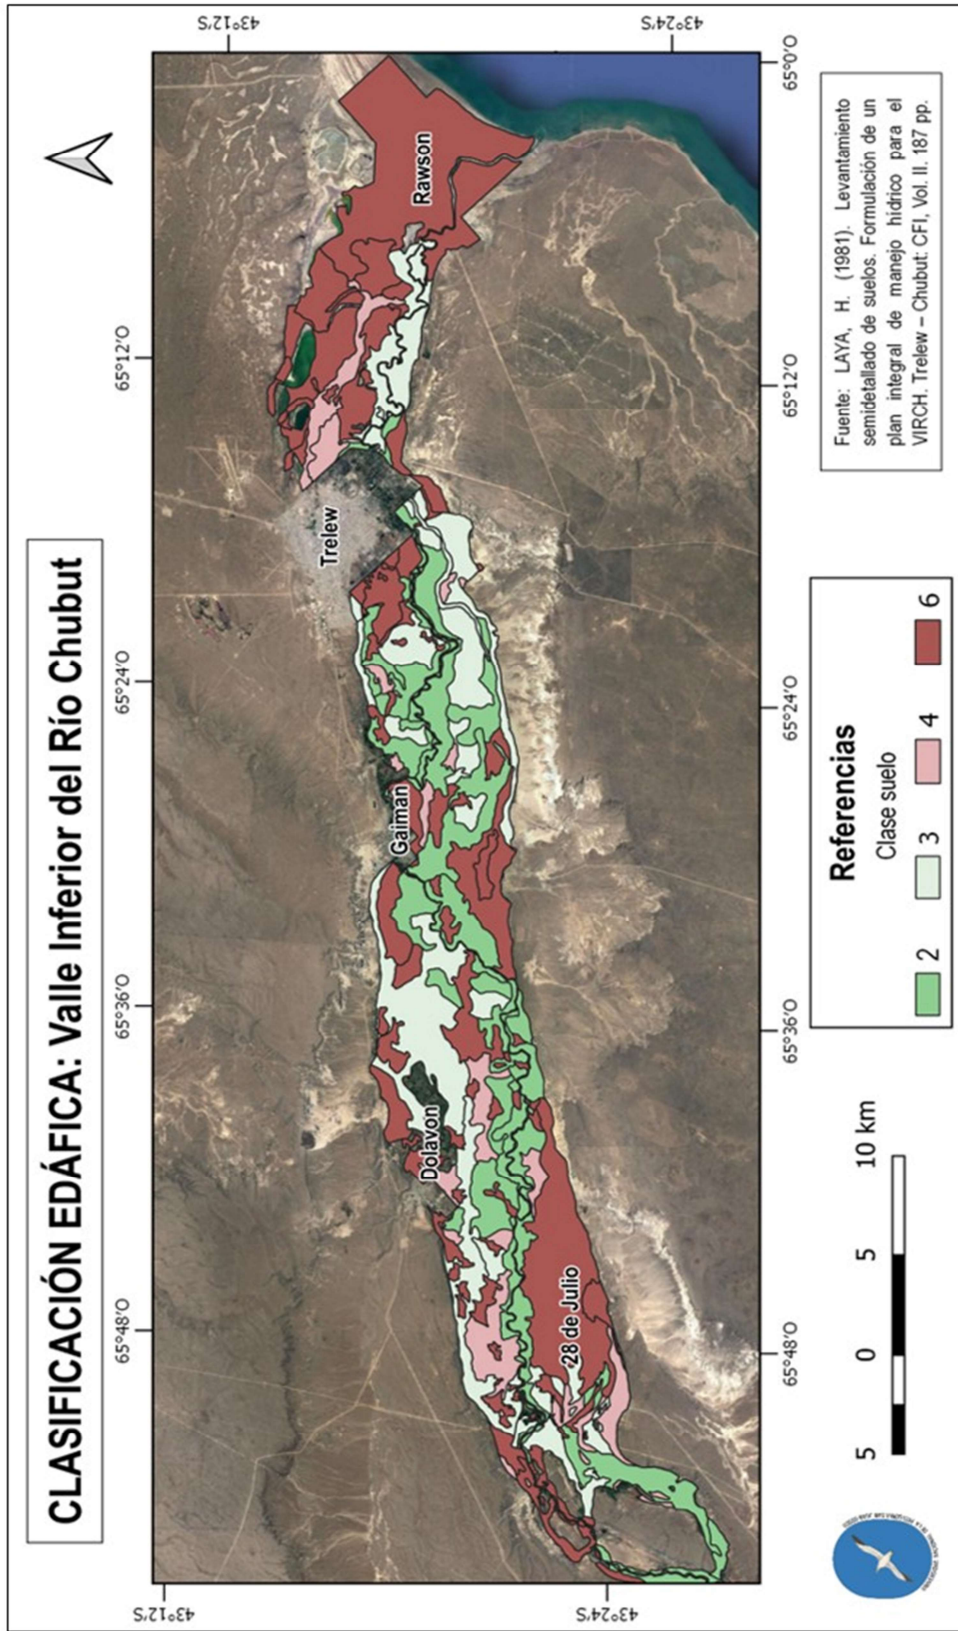 CLASIFICACIÓN EDÁFICA: Valle Inferior del Río Chubut
65°48'O
65°36'O
65°24'O
65°12'O
43°12'S
43°12'S
Rawson
Trelew
Gaiman
Dolavon
28 de Julio
43°24'S
43°24'S
65°48'O
65°36'O
65°24'O
65°12'O
65°0'O
5 0 5 10 km
Referencias
Clase suelo
2 3 4 6
Fuente: LAYA, H. (1981). Levantamiento
semidetallado de suelos. Formulación de un
plan integral de manejo hídrico para el
VIRCH. Trelew – Chubut: CFI, Vol. II. 187 pp.